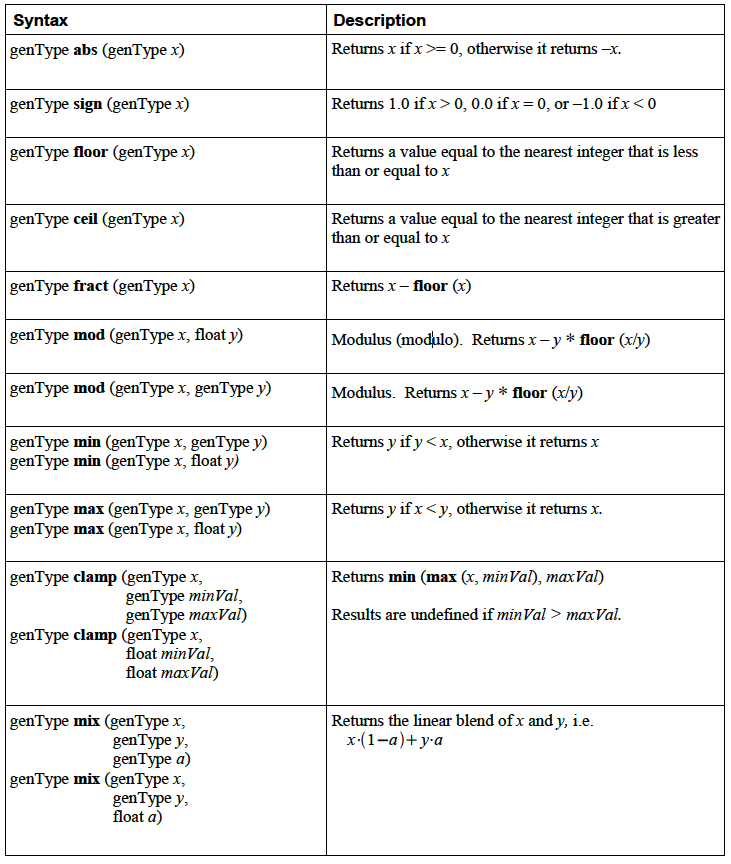 Syntax Description
genType abs (genType x) Returns x if x >= 0, otherwise it returns –x.
genType sign (genType x) Returns 1.0 if x > 0, 0.0 if x = 0, or –1.0 if x < 0
genType floor (genType x) Returns a value equal to the nearest integer that is less
than or equal to x
genType ceil (genType x) Returns a value equal to the nearest integer that is greater
than or equal to x
genType fract (genType x) Returns x – floor (x)
genType mod (genType x, float y) Modulus (modulo). Returns x – y * floor (x/y)
genType mod (genType x, genType y) Modulus. Returns x – y * floor (x/y)
genType min (genType x, genType y) Returns y if y < x, otherwise it returns x
genType min (genType x, float y)
genType max (genType x, genType y) Returns y if x < y, otherwise it returns x.
genType max (genType x, float y)
genType clamp (genType x, Returns min (max (x, minVal), maxVal)
genType minVal,
genType maxVal) Results are undefined if minVal > maxVal.
genType clamp (genType x,
float minVal,
float maxVal)
genType mix (genType x, Returns the linear blend of x and y, i.e.
genType y, x·(1−a)+y·a
genType a)
genType mix (genType x,
genType y,
float a)